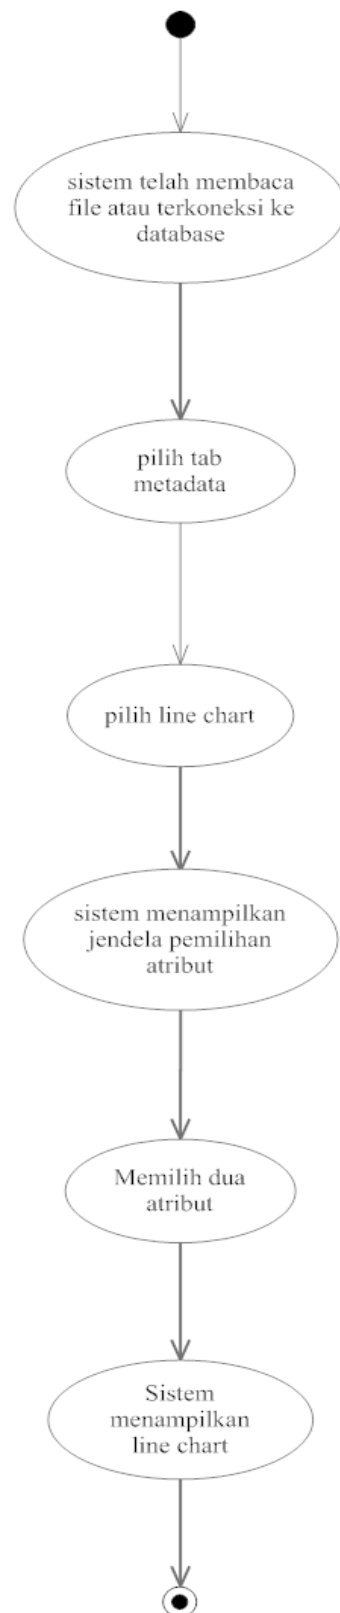 sistem telah membaca
file atau terkoneksi ke
database
pilih tab
metadata
pilih line chart
sistem menampilkan
jendela pemilihan
atribut
Memilih dua
atribut
Sistem
menampilkan
line chart